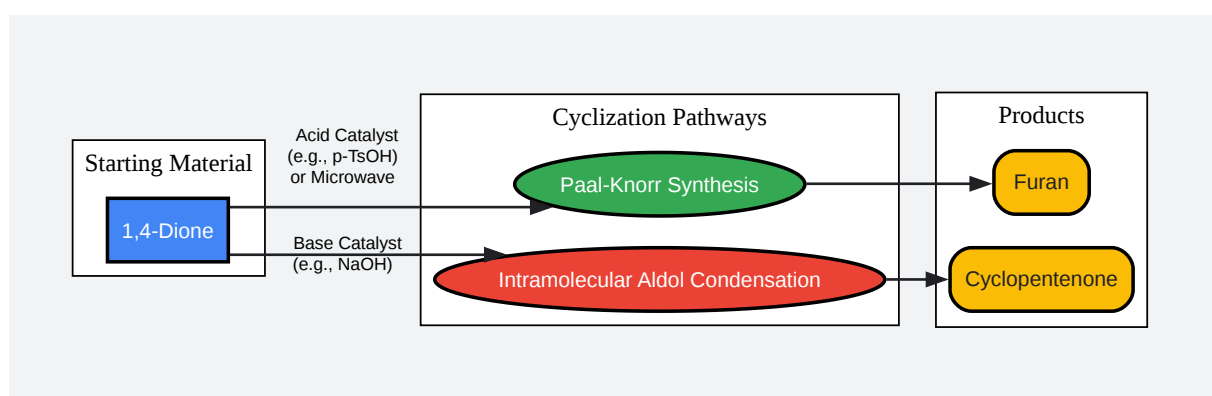 Starting Material
1,4-Dione
Acid Catalyst
(e.g., p-TsOH)
or Microwave
Base Catalyst
(e.g., NaOH)
Cyclization Pathways
Paal-Knorr Synthesis
Intramolecular Aldol Condensation
Products
Furan
Cyclopentenone